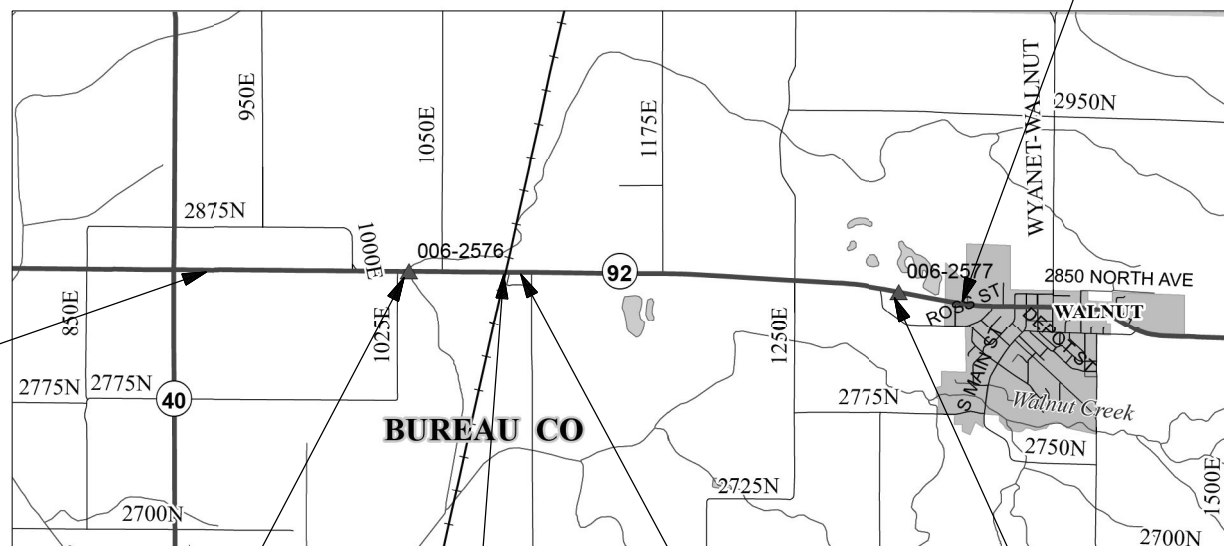 950E
1050E
1175E
2950N
WYANET-WALNUT
2875N
1000E
006-2576
92
006-2577
2850 NORTH AVE
850E
1025E
1250E
ROSS ST
WALNUT
DEPOT ST
S MAIN ST
2775N
2775N
40
2775N
Walnut Creek
BUREAU CO
2750N
2725N
1500E
2700N
2700N